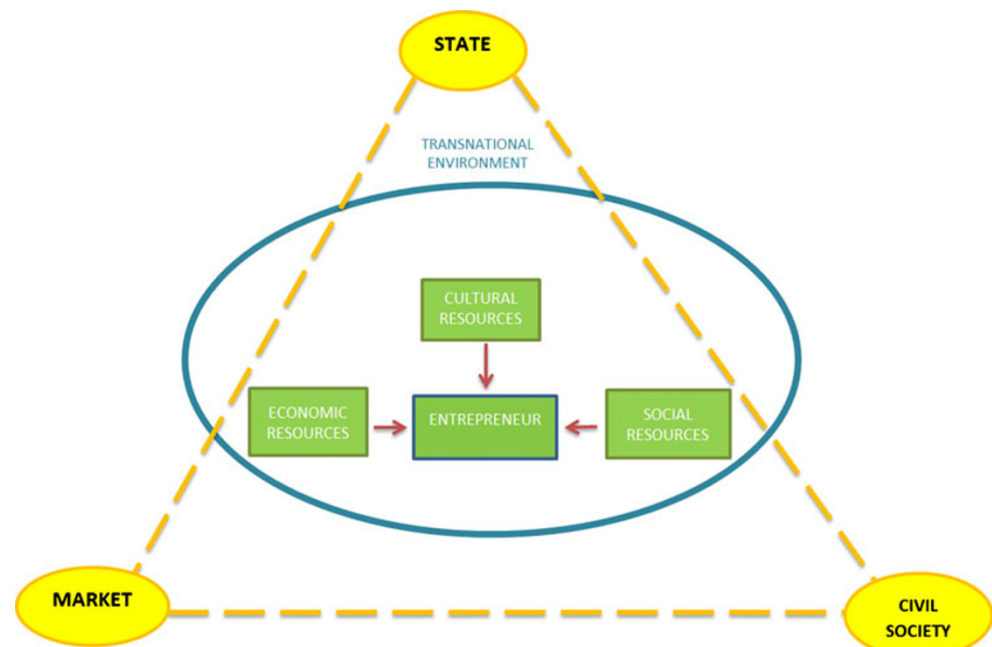 STATE
TRANSNATIONAL
ENVIRONMENT
CULTURAL
RESOURCES
ECONOMIC
RESOURCES
ENTREPRENEUR
SOCIAL
RESOURCES
MARKET
CIVIL
SOCIETY